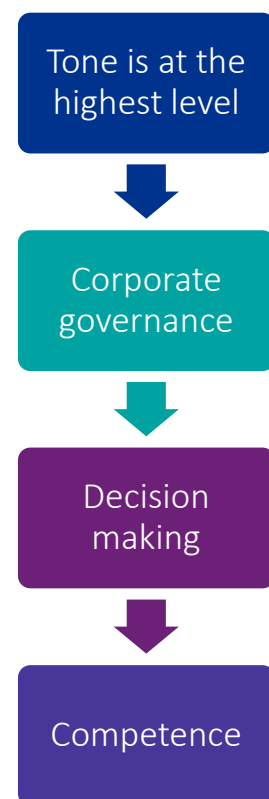 Tone is at the
highest level
Corporate
governance
Decision
making
Competence